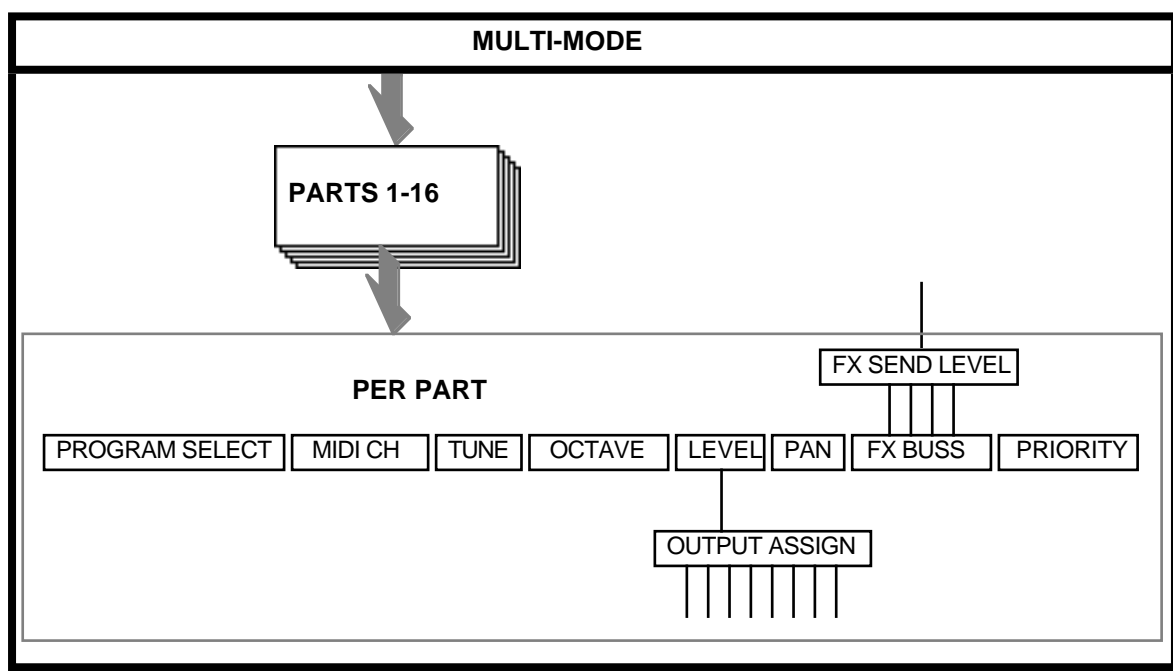 MULTI-MODE
PARTS 1-16
FX SEND LEVEL
PER PART
PROGRAM SELECT MIDI CH TUNE OCTAVE LEVEL PAN FX BUSS PRIORITY
OUTPUT ASSIGN